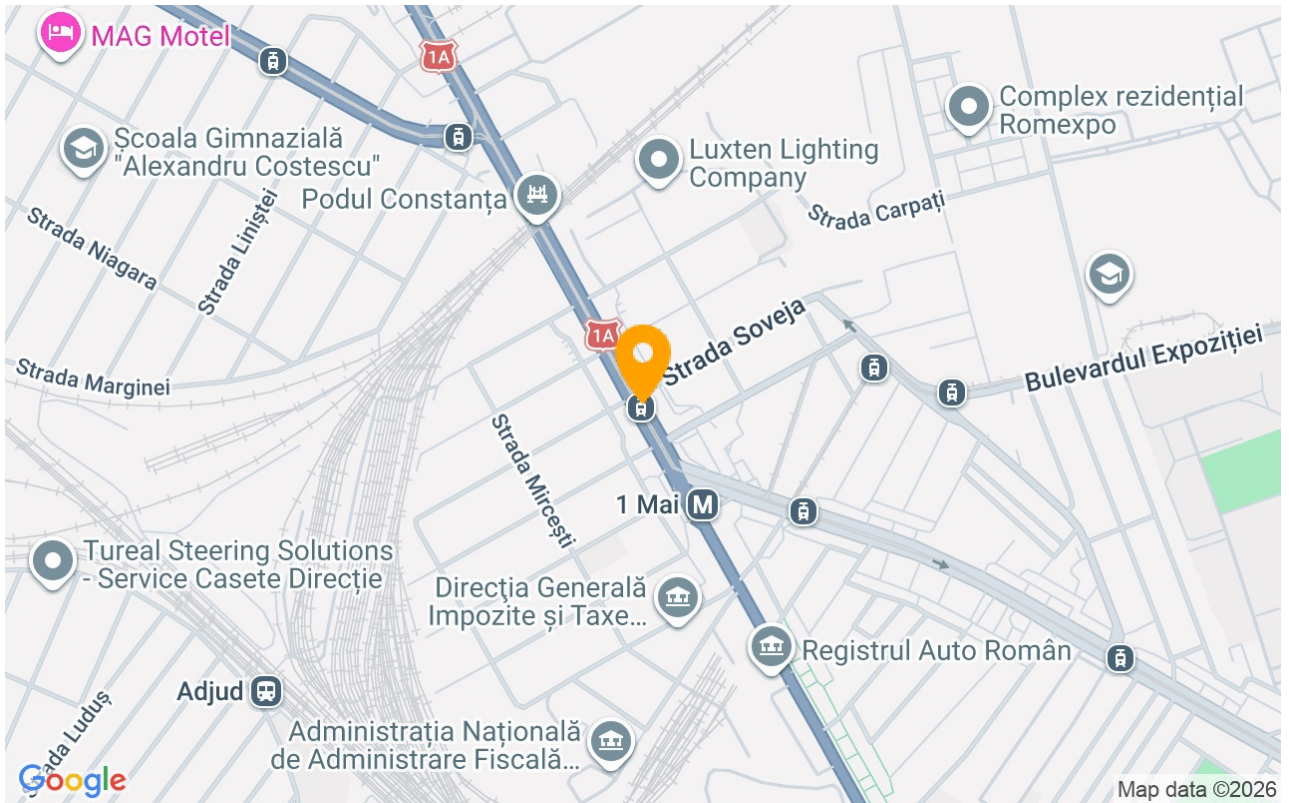 MAG Motel
1A
Complex rezidențial
Romexpo
Școala Gimnazială
"Alexandru Costescu"
Luxten Lighting
Company
Podul Constanța
Strada Carpați
Strada Liniștei
Strada Niagara
1A
Strada Soveja
Bulevardul Expoziției
Strada Marginei
Strada Mircești
1 Mai
M
Tureal Steering Solutions
- Service Casete Direcție
Direcţia Generală
Impozite și Taxe...
Registrul Auto Român
Adjud
Administrația Națională
de Administrare Fiscală...
Strada Luduș
Google
Map data ©2026